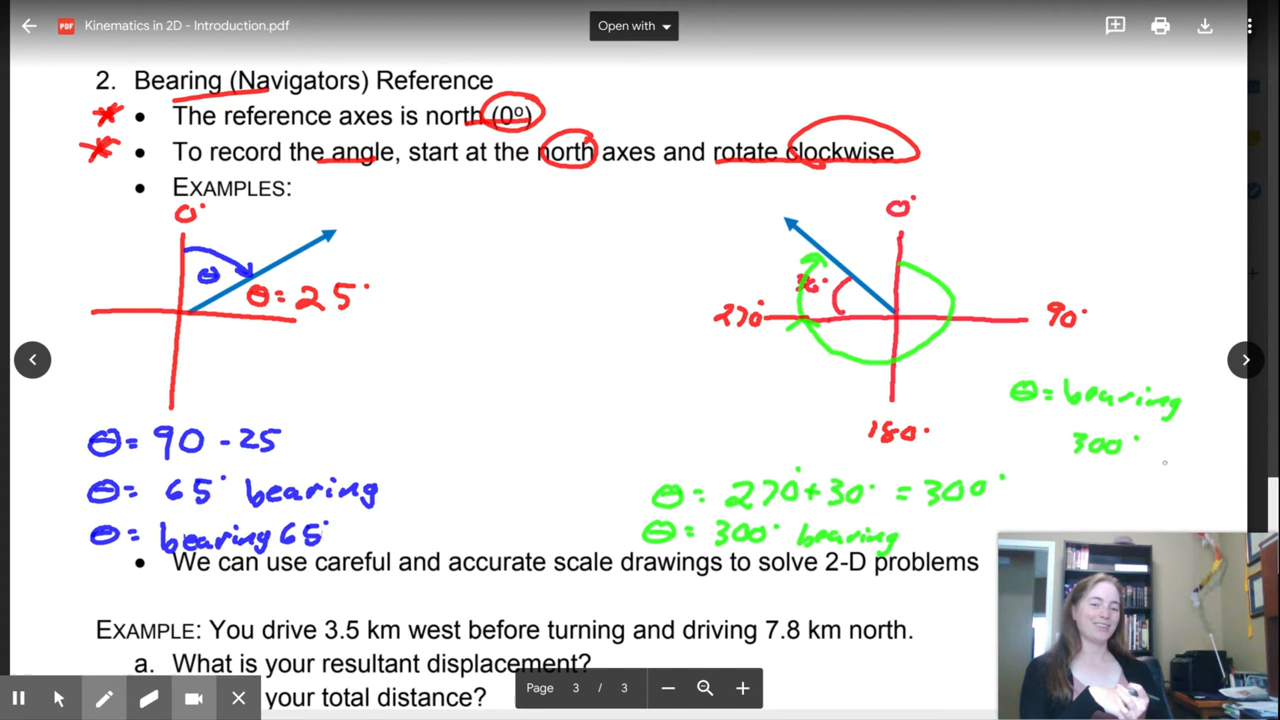 Kinematics in 2D - Introduction.pdf
Open with
2. Bearing (Navigators) Reference
• The reference axes is north (0º)
• To record the angle, start at the north axes and rotate clockwise
• EXAMPLES:
0°
0°
θ
θ = 25°
30°
270°
90°
180°
θ = bearing
300°
θ = 90 - 25
θ = 65° bearing
θ = bearing 65°
θ = 270° + 30° = 300°
θ = 300° bearing
• We can use careful and accurate scale drawings to solve 2-D problems
EXAMPLE: You drive 3.5 km west before turning and driving 7.8 km north.
a. What is your resultant displacement?
your total distance?
Page 3 / 3